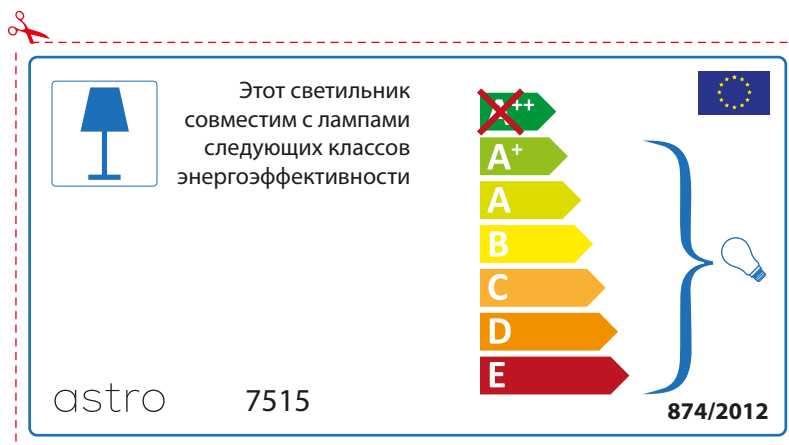 Этот светильник
совместим с лампами
следующих классов
энергоэффективности
A++
A+
A
B
C
D
E
astro
7515
874/2012